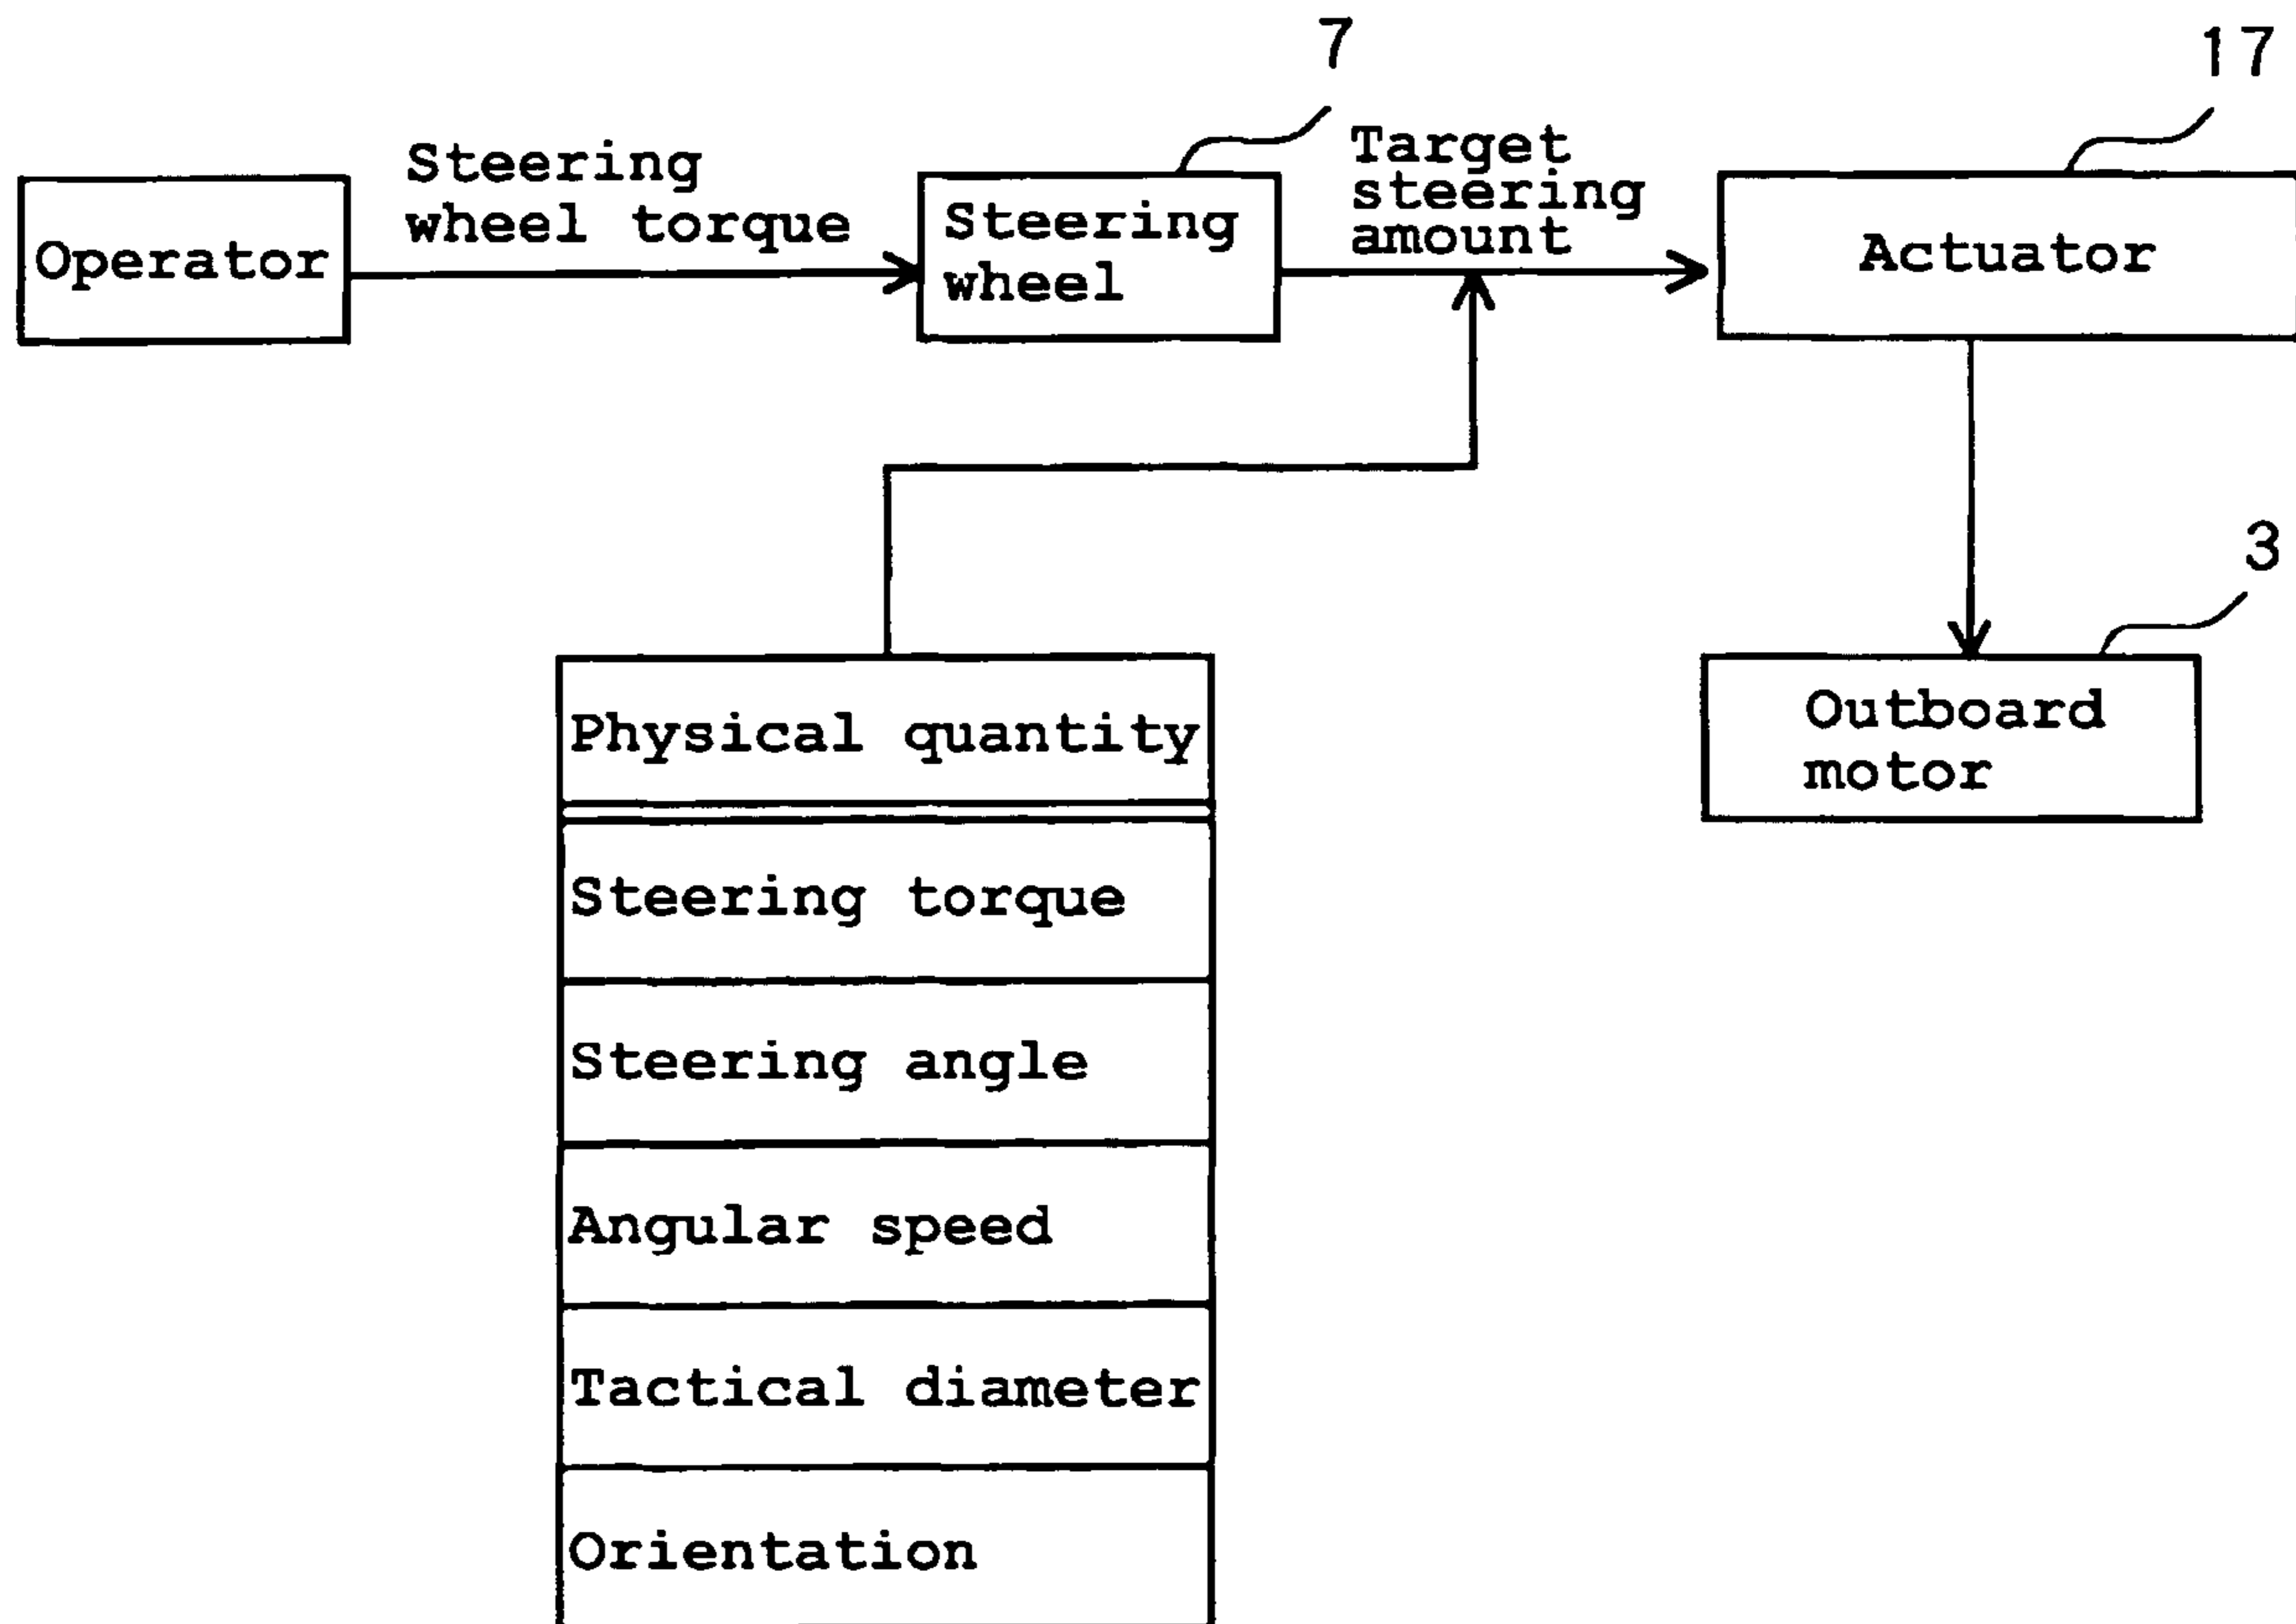 7
17
Operator
Steering
wheel torque
Steering
wheel
Target
steering
amount
Actuator
3
Outboard
motor
Physical quantity
Steering torque
Steering angle
Angular speed
Tactical diameter
Orientation